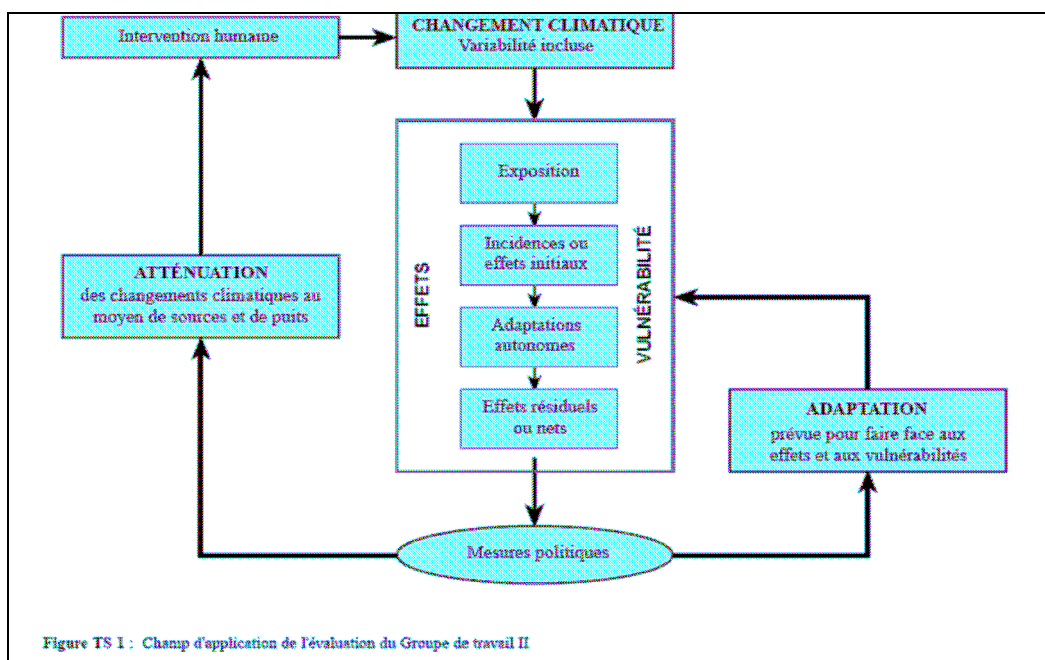 Intervention humaine
CHANGEMENT CLIMATIQUE
Variabilité incluse
Exposition
Incidences ou
effets initiaux
Adaptations
autonomes
Effets résiduels
ou nets
EFFETS
VULNÉRABILITÉ
ATTÉNUATION
des changements climatiques au
moyen de sources et de puits
ADAPTATION
prévue pour faire face aux
effets et aux vulnérabilités
Mesures politiques
Figure TS 1 : Champ d'application de l'évaluation du Groupe de travail II